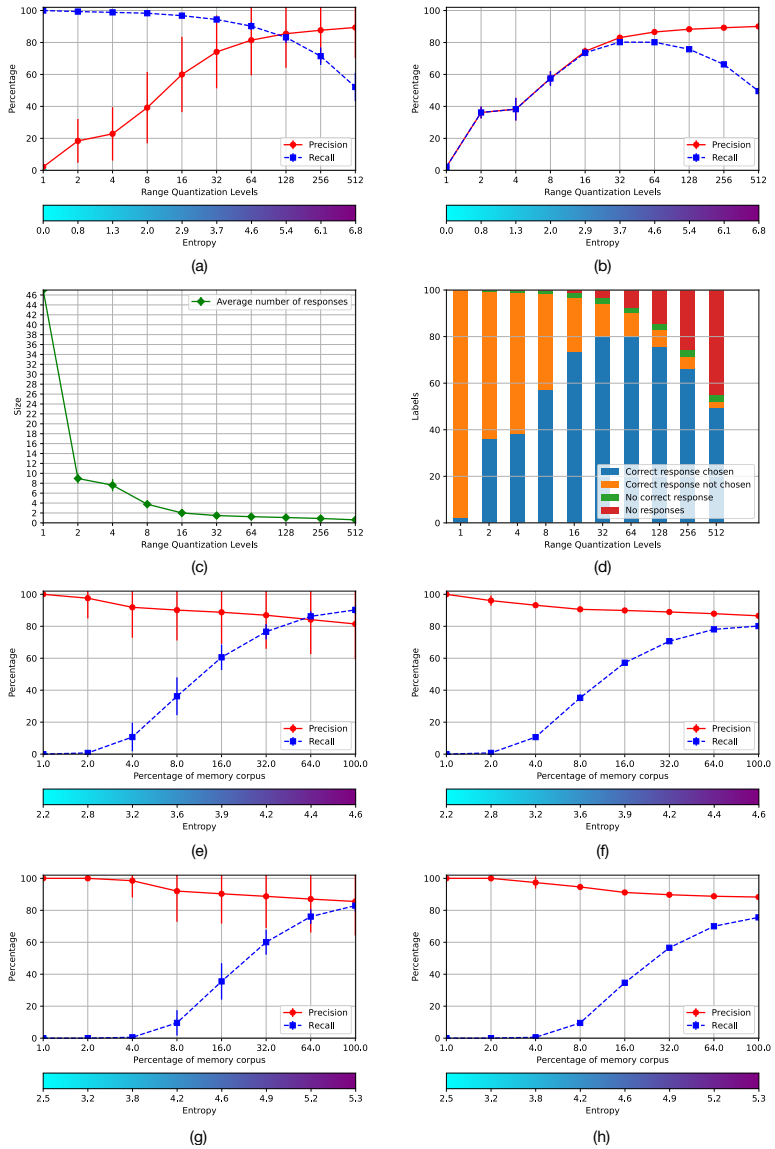 100
80
60
40
20
0
Percentage
Precision
Recall
1 2 4 8 16 32 64 128 256 512
Range Quantization Levels
0.0 0.8 1.3 2.0 2.9 3.7 4.6 5.4 6.1 6.8
Entropy
(a)
100
80
60
40
20
0
Percentage
Precision
Recall
1 2 4 8 16 32 64 128 256 512
Range Quantization Levels
0.0 0.8 1.3 2.0 2.9 3.7 4.6 5.4 6.1 6.8
Entropy
(b)
46
44
42
40
38
36
34
32
30
28
26
24
22
20
18
16
14
12
10
8
6
4
2
0
Size
Average number of responses
1 2 4 8 16 32 64 128 256 512
Range Quantization Levels
(c)
100
80
60
40
20
0
Labels
Correct response chosen
Correct response not chosen
No correct response
No responses
1 2 4 8 16 32 64 128 256 512
Range Quantization Levels
(d)
100
80
60
40
20
0
Percentage
Precision
Recall
1.0 2.0 4.0 8.0 16.0 32.0 64.0 100.0
Percentage of memory corpus
2.2 2.8 3.2 3.6 3.9 4.2 4.4 4.6
Entropy
(e)
100
80
60
40
20
0
Percentage
Precision
Recall
1.0 2.0 4.0 8.0 16.0 32.0 64.0 100.0
Percentage of memory corpus
2.2 2.8 3.2 3.6 3.9 4.2 4.4 4.6
Entropy
(f)
100
80
60
40
20
0
Percentage
Precision
Recall
1.0 2.0 4.0 8.0 16.0 32.0 64.0 100.0
Percentage of memory corpus
2.5 3.2 3.8 4.2 4.6 4.9 5.2 5.3
Entropy
(g)
100
80
60
40
20
0
Percentage
Precision
Recall
1.0 2.0 4.0 8.0 16.0 32.0 64.0 100.0
Percentage of memory corpus
2.5 3.2 3.8 4.2 4.6 4.9 5.2 5.3
Entropy
(h)